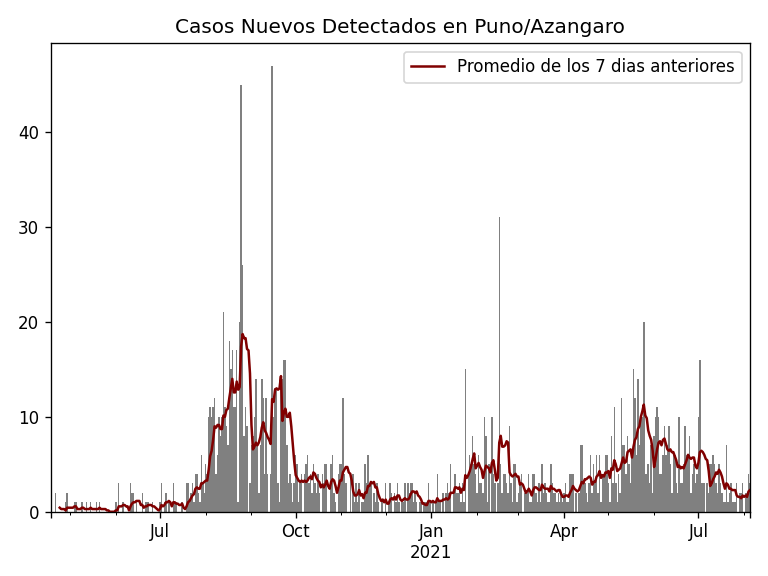 Casos Nuevos Detectados en Puno/Azangaro
Promedio de los 7 dias anteriores
40
30
20
10
0
Jul
Oct
Jan
2021
Apr
Jul